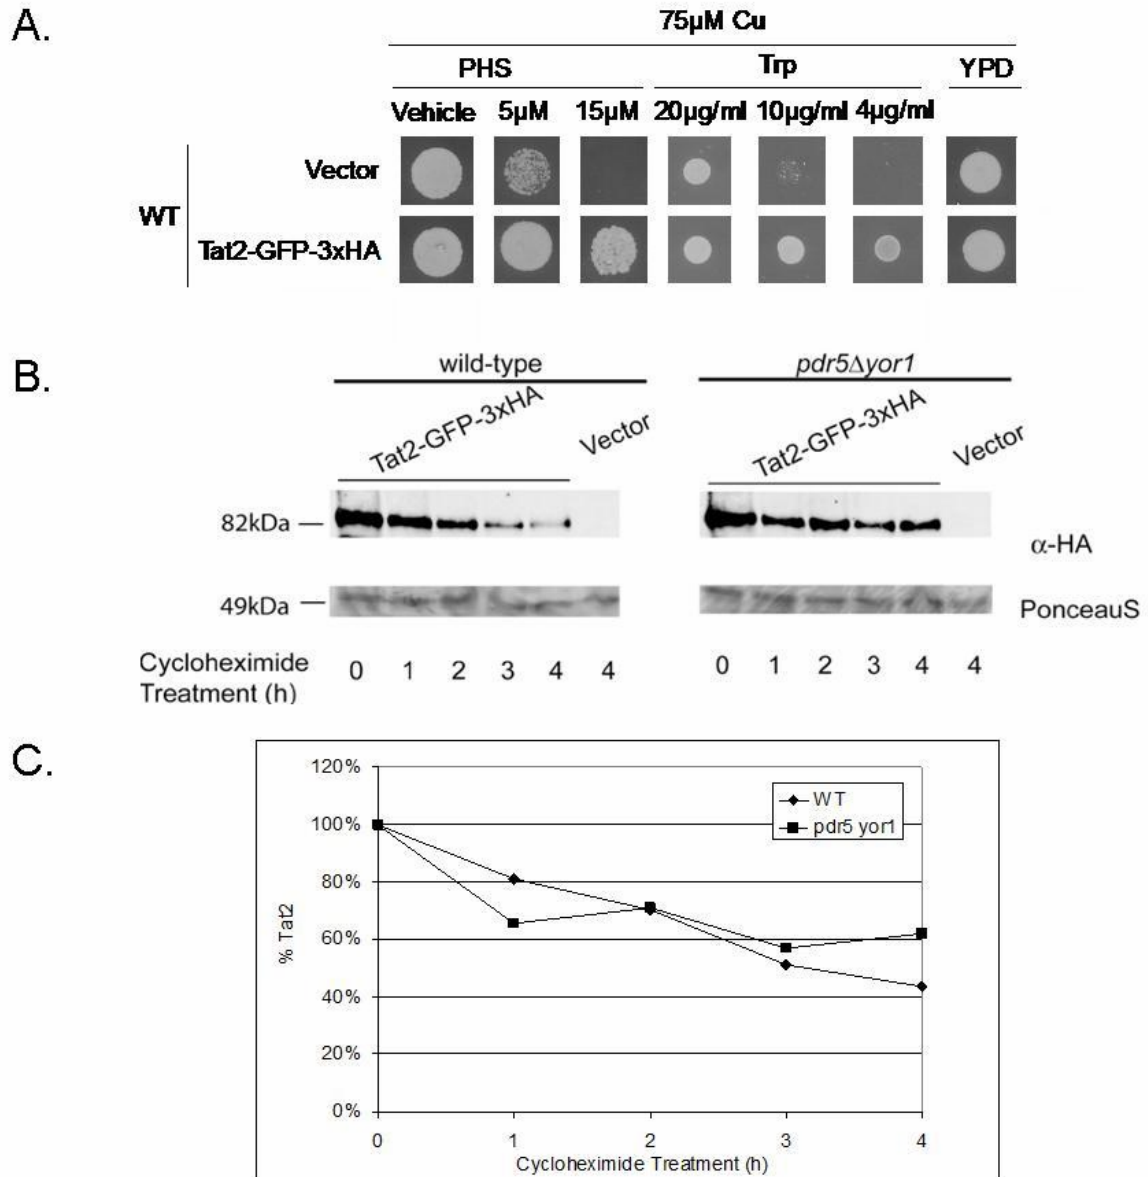 A.
75µM Cu
PHS Trp YPD
Vehicle 5µM 15µM 20µg/ml 10µg/ml 4µg/ml
Vector
WT
Tat2-GFP-3xHA
B.
wild-type pdr5Δyor1
Tat2-GFP-3xHA Vector Tat2-GFP-3xHA Vector
82kDa
α-HA
49kDa
PonceauS
Cycloheximide
Treatment (h)
0 1 2 3 4 4 0 1 2 3 4 4
C.
120%
100%
80%
60%
40%
20%
0%
% Tat2
WT
pdr5 yor1
0 1 2 3 4
Cycloheximide Treatment (h)